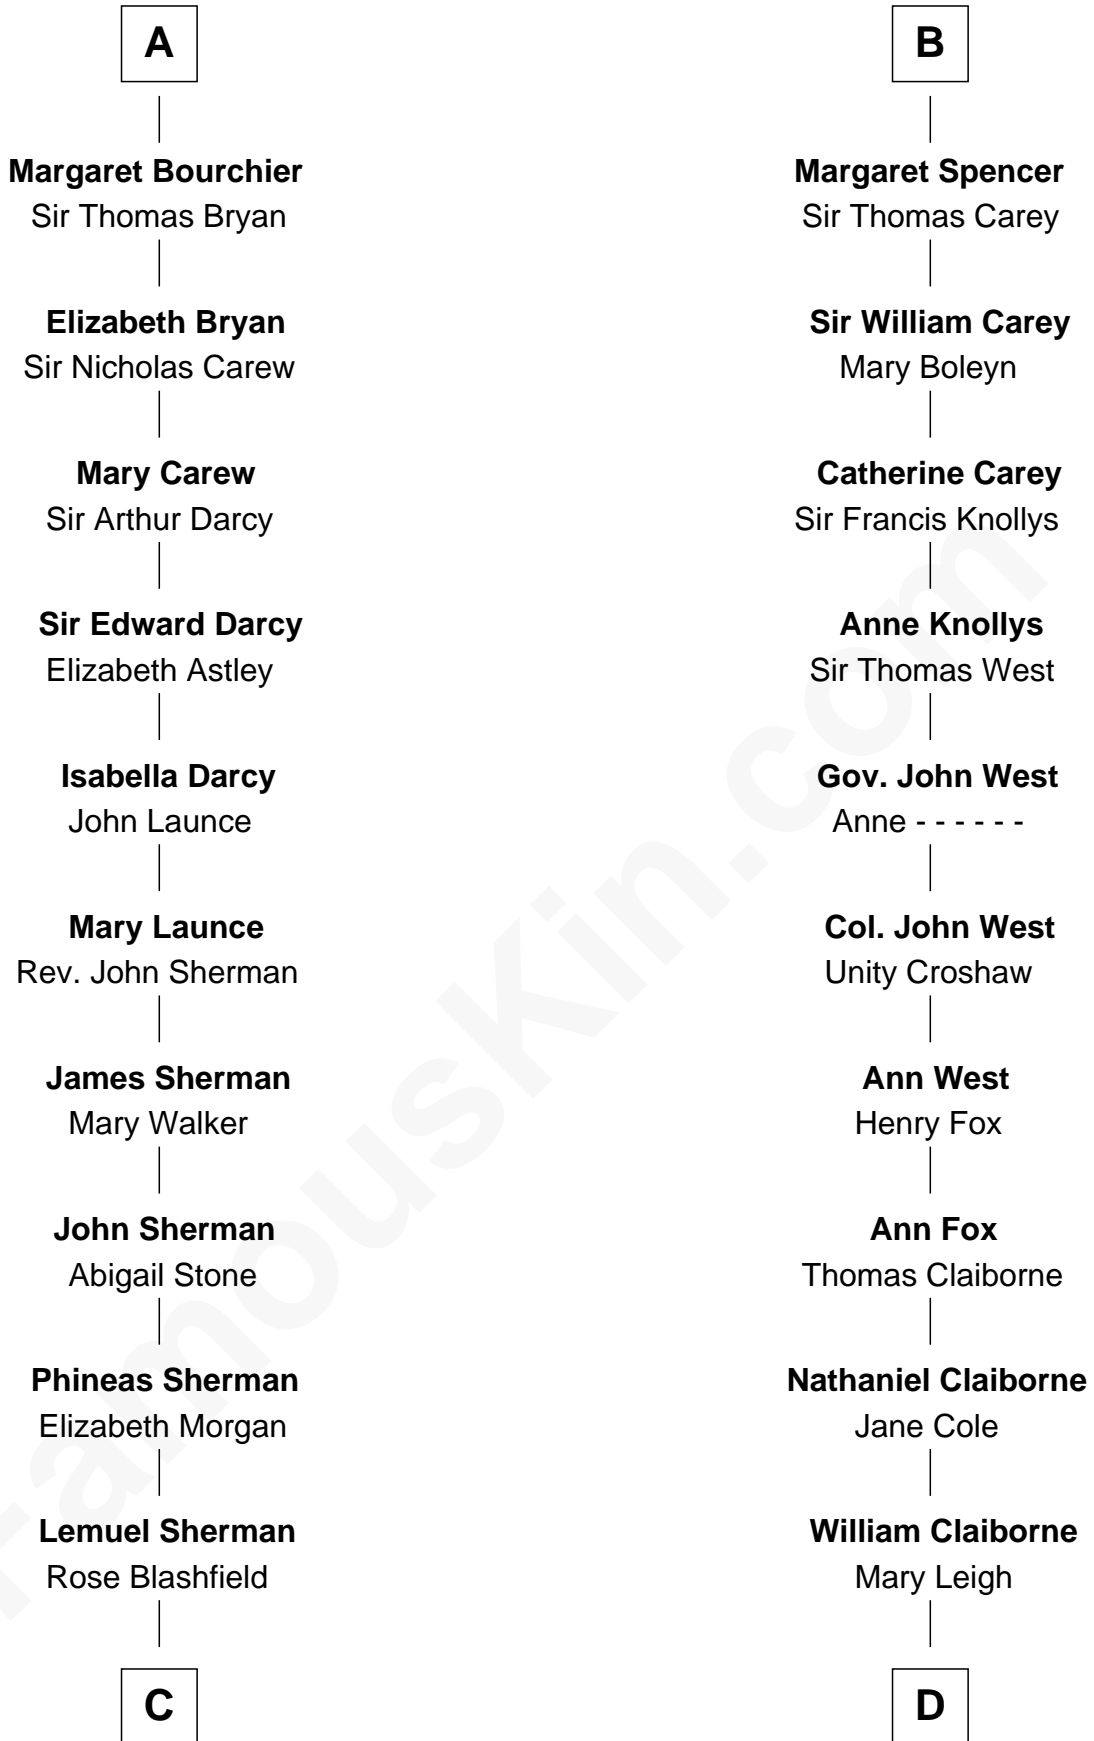 A
Margaret Bourchier
Sir Thomas Bryan
Elizabeth Bryan
Sir Nicholas Carew
Mary Carew
Sir Arthur Darcy
Sir Edward Darcy
Elizabeth Astley
Isabella Darcy
John Launce
Mary Launce
Rev. John Sherman
James Sherman
Mary Walker
John Sherman
Abigail Stone
Phineas Sherman
Elizabeth Morgan
Lemuel Sherman
Rose Blashfield
C
B
Margaret Spencer
Sir Thomas Carey
Sir William Carey
Mary Boleyn
Catherine Carey
Sir Francis Knollys
Anne Knollys
Sir Thomas West
Gov. John West
Anne - - - - - -
Col. John West
Unity Croshaw
Ann West
Henry Fox
Ann Fox
Thomas Claiborne
Nathaniel Claiborne
Jane Cole
William Claiborne
Mary Leigh
D
FamousKin.com